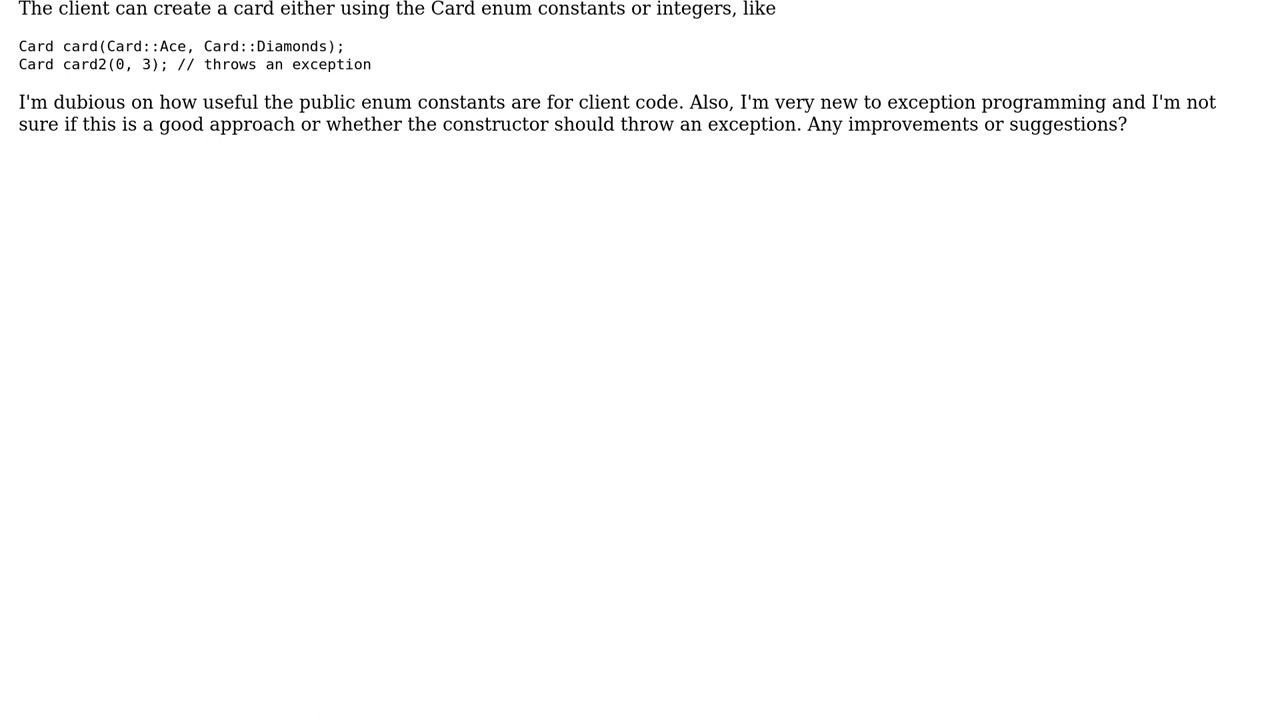 The client can create a card either using the Card enum constants or integers, like
Card card(Card::Ace, Card::Diamonds);
Card card2(0, 3); // throws an exception
I'm dubious on how useful the public enum constants are for client code. Also, I'm very new to exception programming and I'm not
sure if this is a good approach or whether the constructor should throw an exception. Any improvements or suggestions?